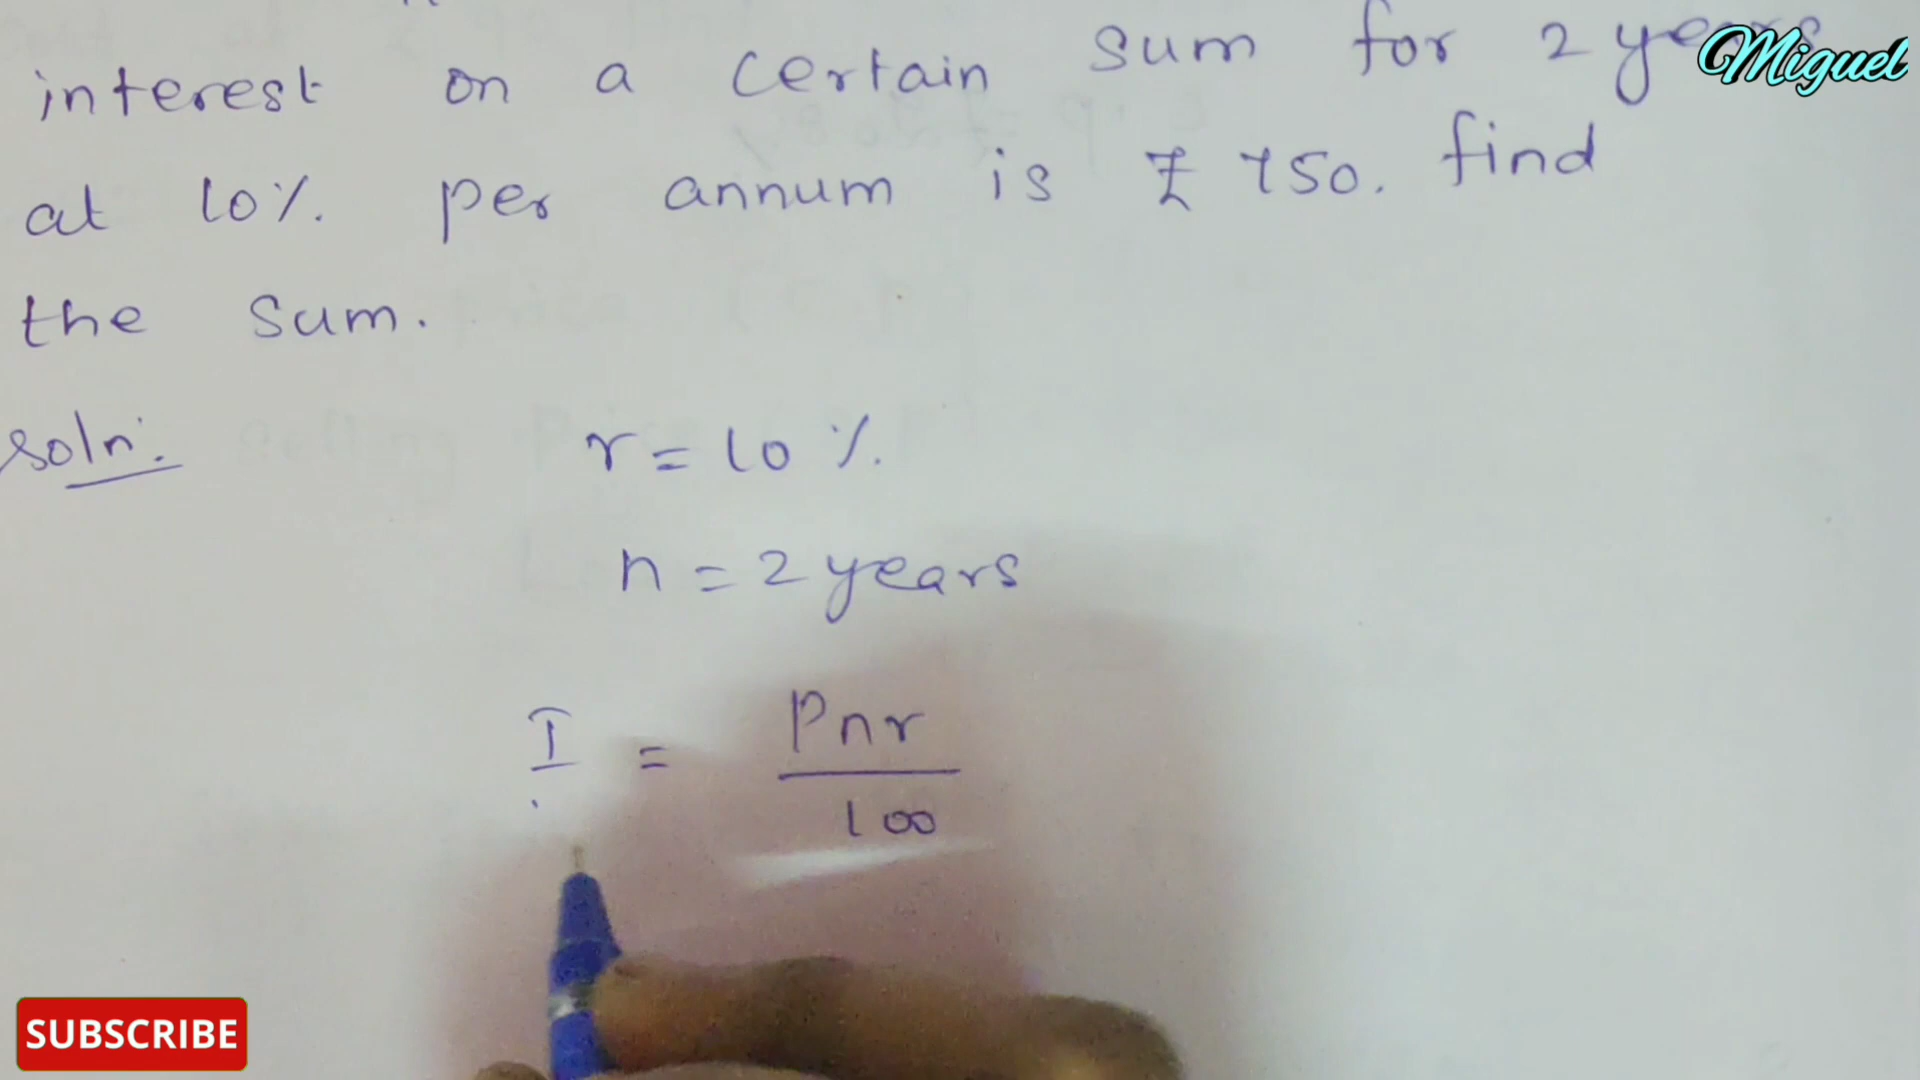 interest on a certain sum for 2 years
Miguel
at 10%. per annum is ₹ 750. find
the sum.
soln:
r = 10 %.
n = 2 years
I = Pnr
100
SUBSCRIBE